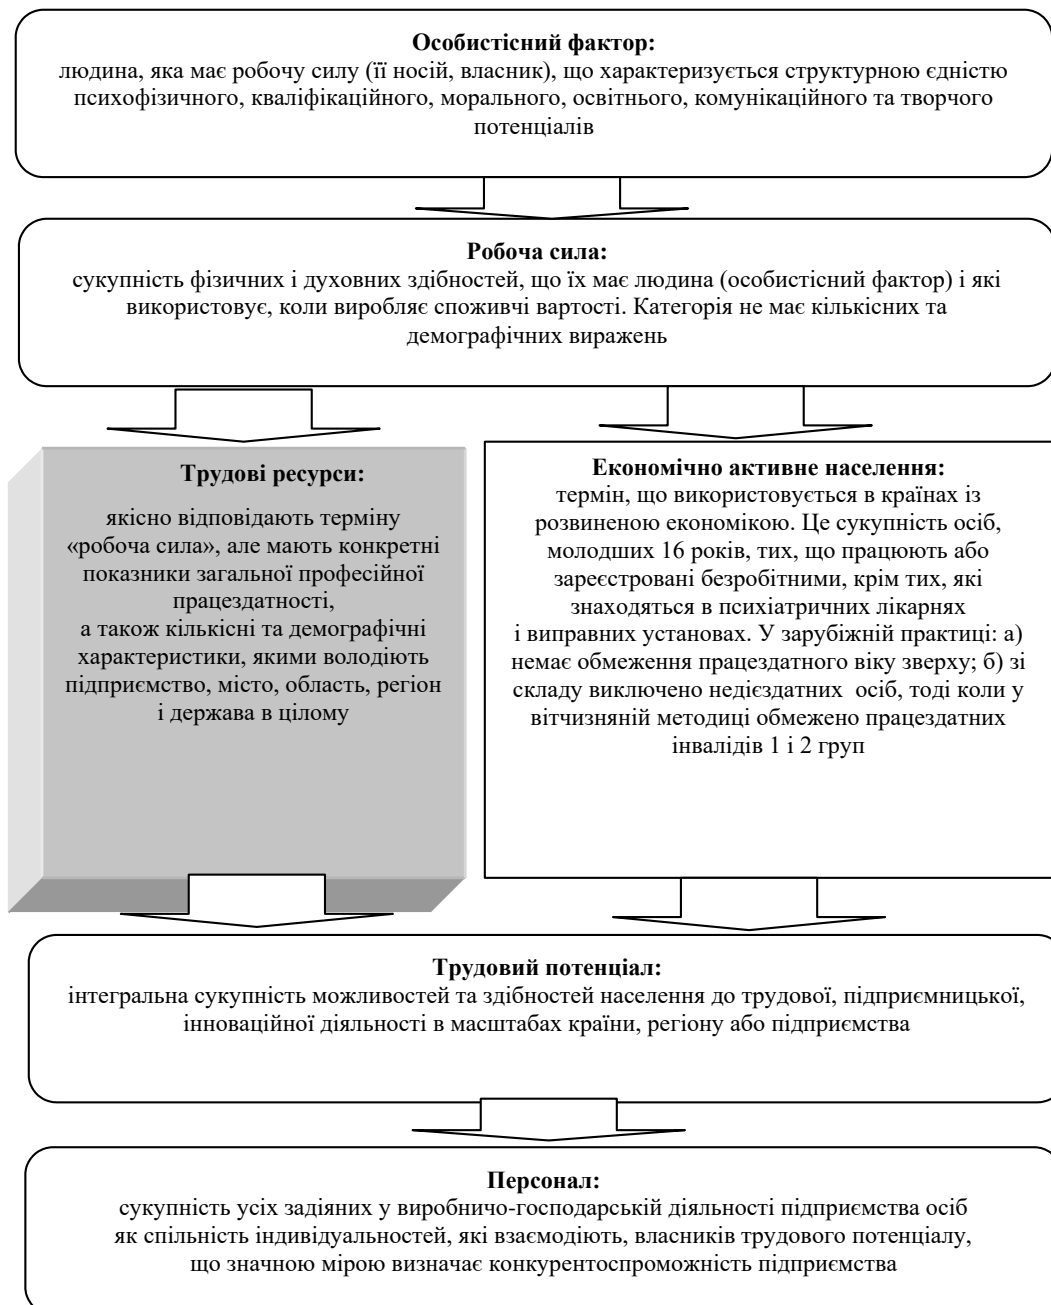 Особистісний фактор:
людина, яка має робочу силу (її носій, власник), що характеризується структурною єдністю
психофізичного, кваліфікаційного, морального, освітнього, комунікаційного та творчого
потенціалів
Робоча сила:
сукупність фізичних і духовних здібностей, що їх має людина (особистісний фактор) і які
використовує, коли виробляє споживчі вартості. Категорія не має кількісних та
демографічних виражень
Трудові ресурси:
якісно відповідають терміну
«робоча сила», але мають конкретні
показники загальної професійної
працездатності,
а також кількісні та демографічні
характеристики, якими володіють
підприємство, місто, область, регіон
і держава в цілому
Економічно активне населення:
термін, що використовується в країнах із
розвиненою економікою. Це сукупність осіб,
молодших 16 років, тих, що працюють або
зареєстровані безробітними, крім тих, які
знаходяться в психіатричних лікарнях
і виправних установах. У зарубіжній практиці: а)
немає обмеження працездатного віку зверху; б) зі
складу виключено недієздатних осіб, тоді коли у
вітчизняній методиці обмежено працездатних
інвалідів 1 і 2 груп
Трудовий потенціал:
інтегральна сукупність можливостей та здібностей населення до трудової, підприємницької,
інноваційної діяльності в масштабах країни, регіону або підприємства
Персонал:
сукупність усіх задіяних у виробничо-господарській діяльності підприємства осіб
як спільність індивідуальностей, які взаємодіють, власників трудового потенціалу,
що значною мірою визначає конкурентоспроможність підприємства